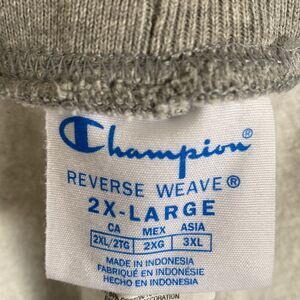 Champion®
REVERSE WEAVE®
2X-LARGE
CA MEX ASIA
2XL/2TG 2XG 3XL
MADE IN INDONESIA
FABRIQUÉ EN INDONÉSIE
HECHO EN INDONESIA